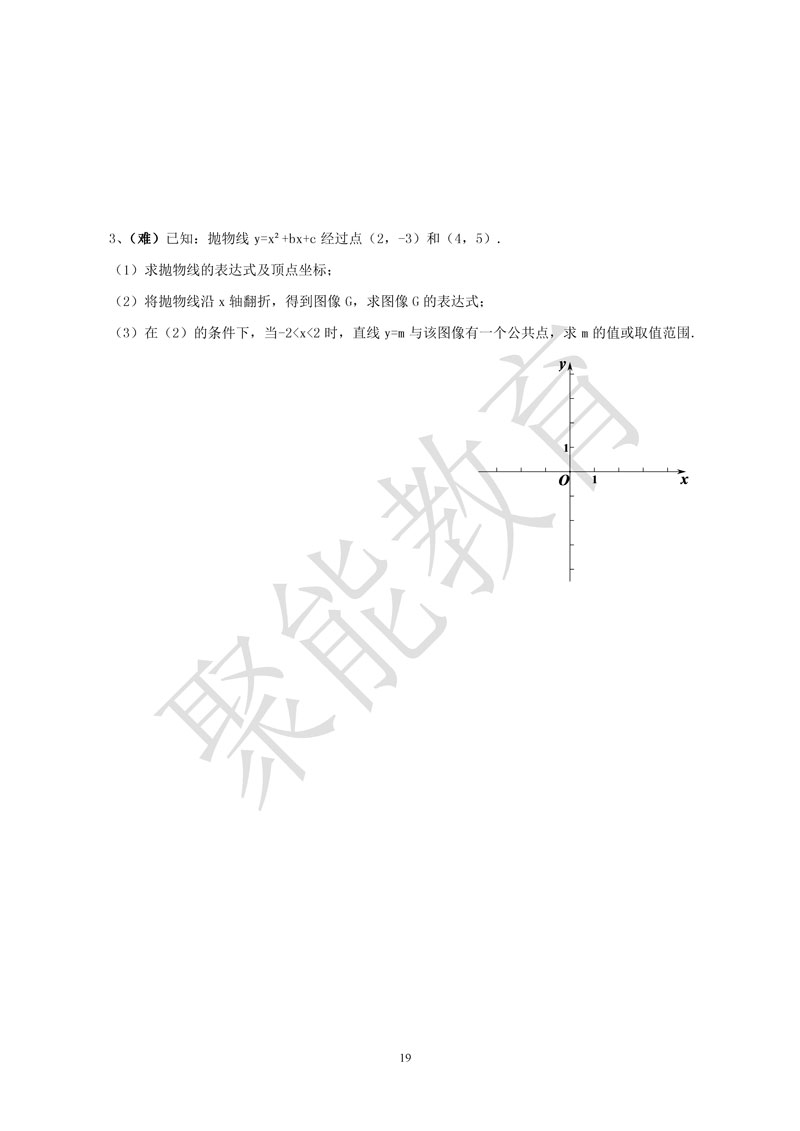 3、（难）已知：抛物线 y=x²+bx+c 经过点（2，-3）和（4，5）.
（1）求抛物线的表达式及顶点坐标；
（2）将抛物线沿 x 轴翻折，得到图像 G，求图像 G 的表达式；
（3）在（2）的条件下，当-2<x<2 时，直线 y=m 与该图像有一个公共点，求 m 的值或取值范围.
y
1
O 1 x
聚能教育
19